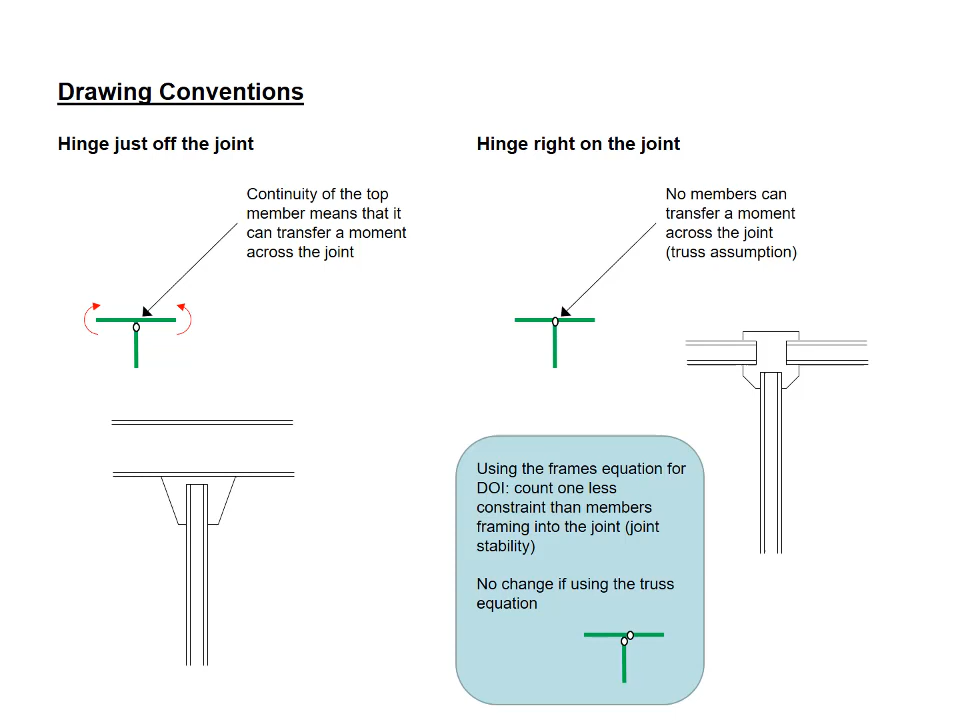 Drawing Conventions
Hinge just off the joint
Continuity of the top
member means that it
can transfer a moment
across the joint
Hinge right on the joint
No members can
transfer a moment
across the joint
(truss assumption)
Using the frames equation for
DOI: count one less
constraint than members
framing into the joint (joint
stability)
No change if using the truss
equation